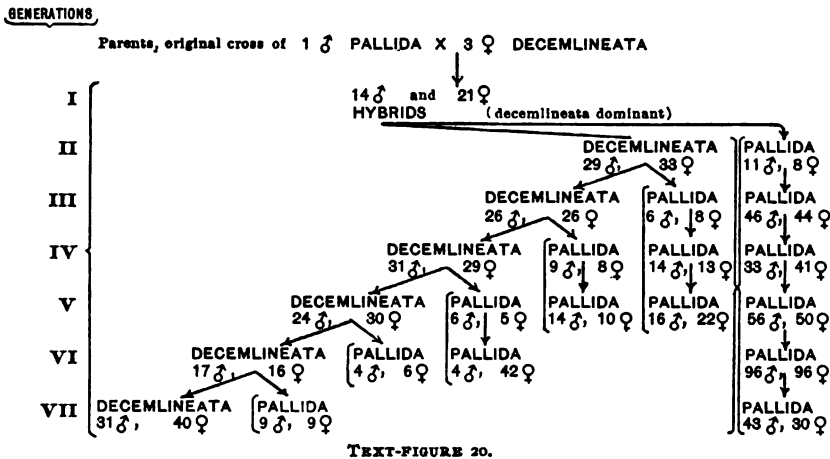 GENERATIONS
Parents, original cross of 1 ♂ PALLIDA X 3 ♀ DECEMLINEATA
I 14♂ and 21♀
HYBRIDS (decemlineata dominant)
II DECEMLINEATA PALLIDA
29♂, 33♀ 11♂, 8♀
III DECEMLINEATA PALLIDA PALLIDA
26♂, 26♀ 6♂, 8♀ 46♂, 44♀
IV DECEMLINEATA PALLIDA PALLIDA PALLIDA
31♂, 29♀ 9♂, 8♀ 14♂, 13♀ 33♂, 41♀
V DECEMLINEATA PALLIDA PALLIDA PALLIDA PALLIDA
24♂, 30♀ 6♂, 5♀ 14♂, 10♀ 16♂, 22♀ 56♂, 50♀
VI DECEMLINEATA PALLIDA PALLIDA PALLIDA
17♂, 16♀ 4♂, 6♀ 4♂, 42♀ 96♂, 96♀
VII DECEMLINEATA PALLIDA PALLIDA
31♂, 40♀ 9♂, 9♀ 43♂, 30♀
TEXT-FIGURE 20.